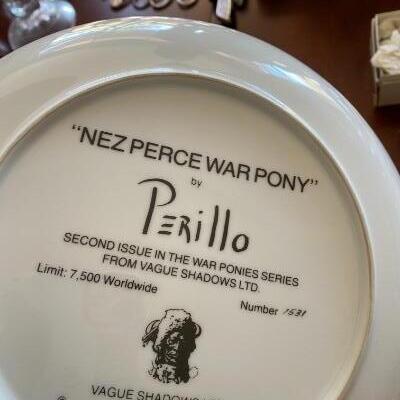 "NEZ PERCE WAR PONY"
by
Perillo
SECOND ISSUE IN THE WAR PONIES SERIES
FROM VAGUE SHADOWS LTD.
Limit: 7,500 Worldwide
Number 1531
VAGUE SHADOWS
©